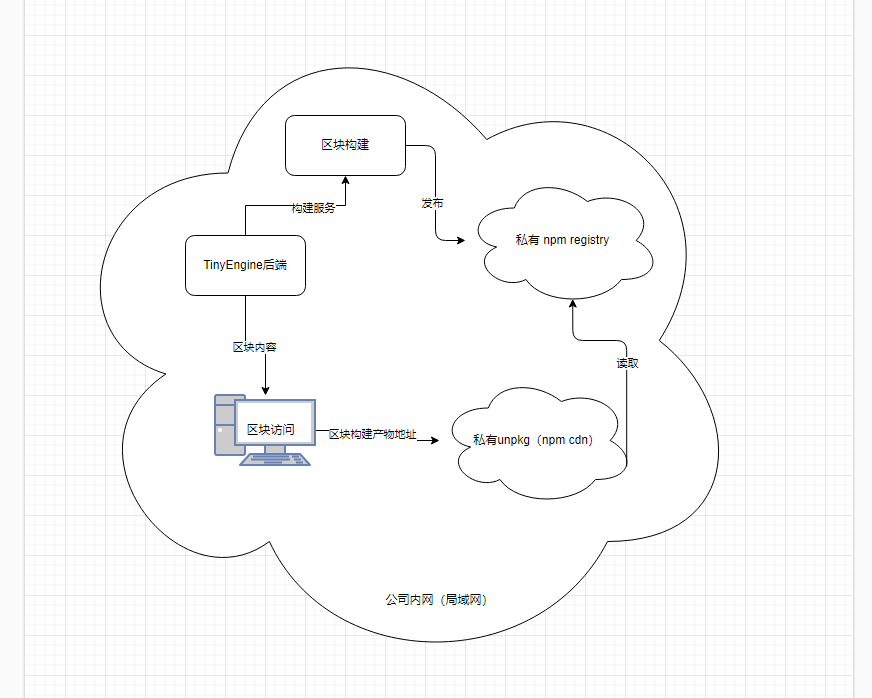 区块构建
发布
构建服务
私有 npm registry
TinyEngine后端
区块内容
读取
区块访问
区块构建产物地址
私有unpkg（npm cdn）
公司内网（局域网）